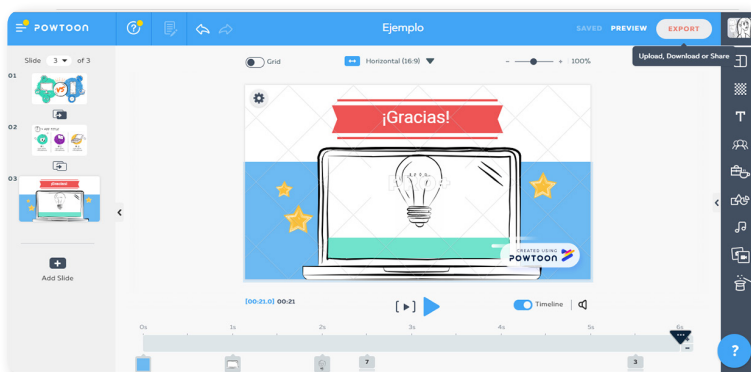 POWTOON
Ejemplo
SAVED PREVIEW EXPORT
Upload, Download or Share
Slide 3 of 3
Grid
Horizontal (16:9)
- + 100%
01
VS
02
03
¡Gracias!
Add Slide
¡Gracias!
CREATED USING
POWTOON
[00:21.0] 00:21
Timeline
0s 1s 2s 3s 4s 5s 6s
7 3
?